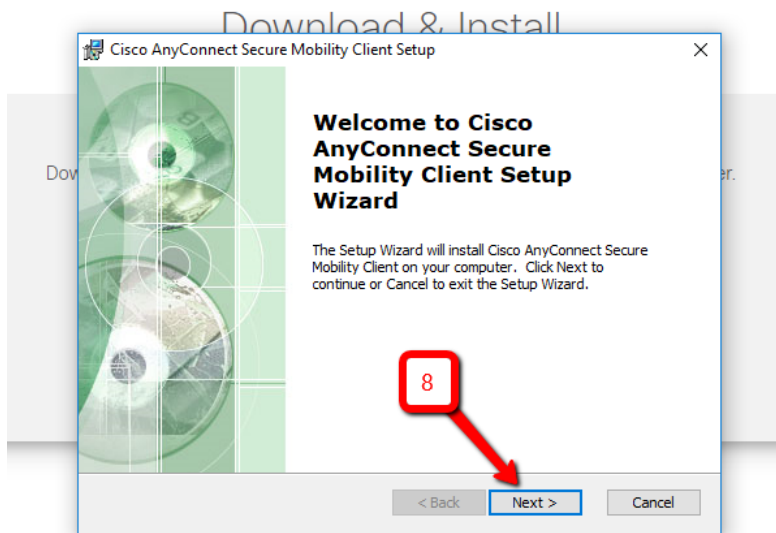 Download & Install
Cisco AnyConnect Secure Mobility Client Setup
Welcome to Cisco
AnyConnect Secure
Mobility Client Setup
Wizard
The Setup Wizard will install Cisco AnyConnect Secure
Mobility Client on your computer. Click Next to
continue or Cancel to exit the Setup Wizard.
8
< Back Next > Cancel